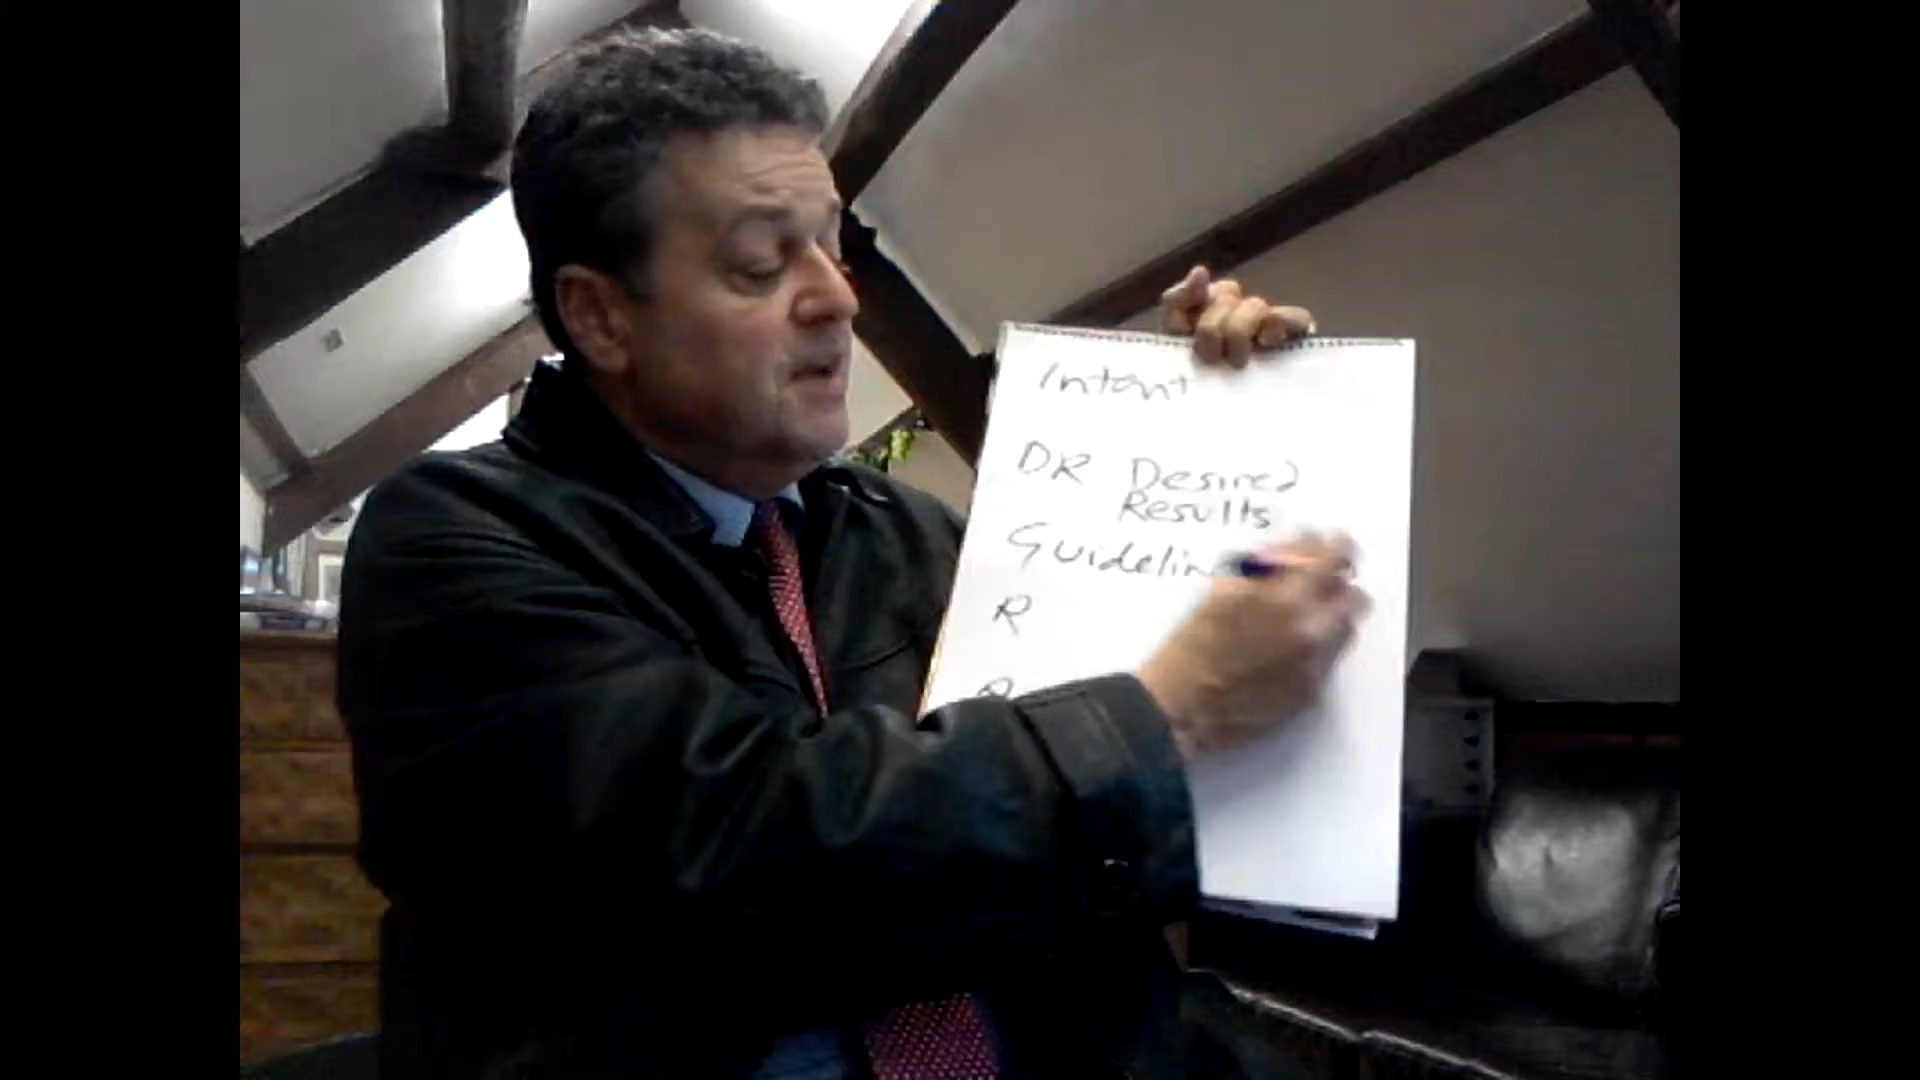 Intent
DR Desired
Results
Guidelin
R